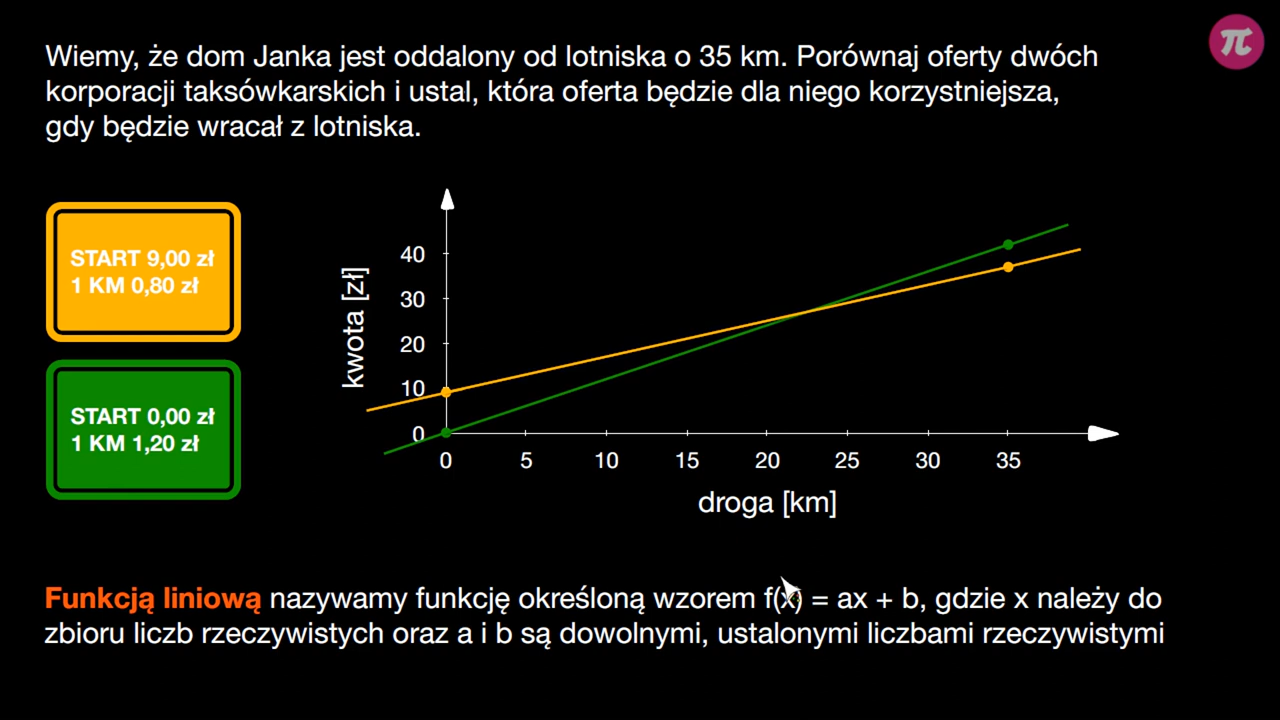 Wiemy, że dom Janka jest oddalony od lotniska o 35 km. Porównaj oferty dwóch
korporacji taksówkarskich i ustal, która oferta będzie dla niego korzystniejsza,
gdy będzie wracał z lotniska.
π
START 9,00 zł
1 KM 0,80 zł
START 0,00 zł
1 KM 1,20 zł
kwota [zł]
40
30
20
10
0
0 5 10 15 20 25 30 35
droga [km]
Funkcją liniową nazywamy funkcję określoną wzorem f(x) = ax + b, gdzie x należy do
zbioru liczb rzeczywistych oraz a i b są dowolnymi, ustalonymi liczbami rzeczywistymi